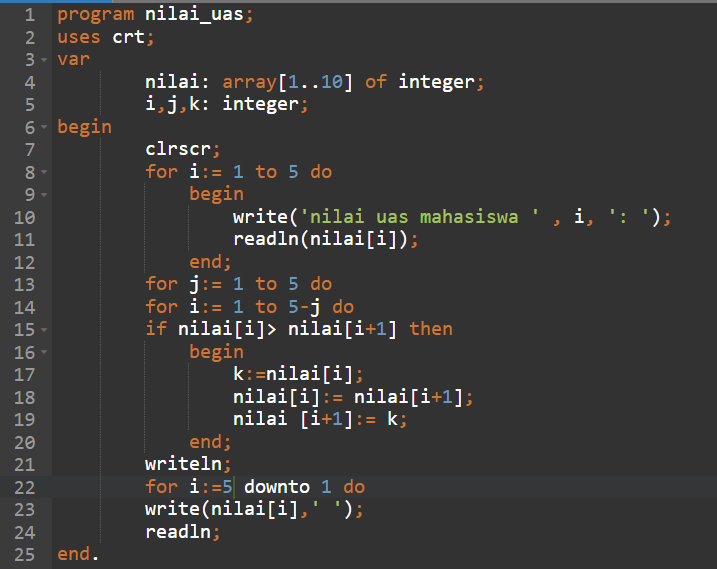 1 program nilai_uas;
2 uses crt;
3 var
4 nilai: array[1..10] of integer;
5 i,j,k: integer;
6 begin
7 clrscr;
8 for i:= 1 to 5 do
9 begin
10 write('nilai uas mahasiswa ' , i, ': ');
11 readln(nilai[i]);
12 end;
13 for j:= 1 to 5 do
14 for i:= 1 to 5-j do
15 if nilai[i]> nilai[i+1] then
16 begin
17 k:=nilai[i];
18 nilai[i]:= nilai[i+1];
19 nilai [i+1]:= k;
20 end;
21 writeln;
22 for i:=5 downto 1 do
23 write(nilai[i],' ');
24 readln;
25 end.